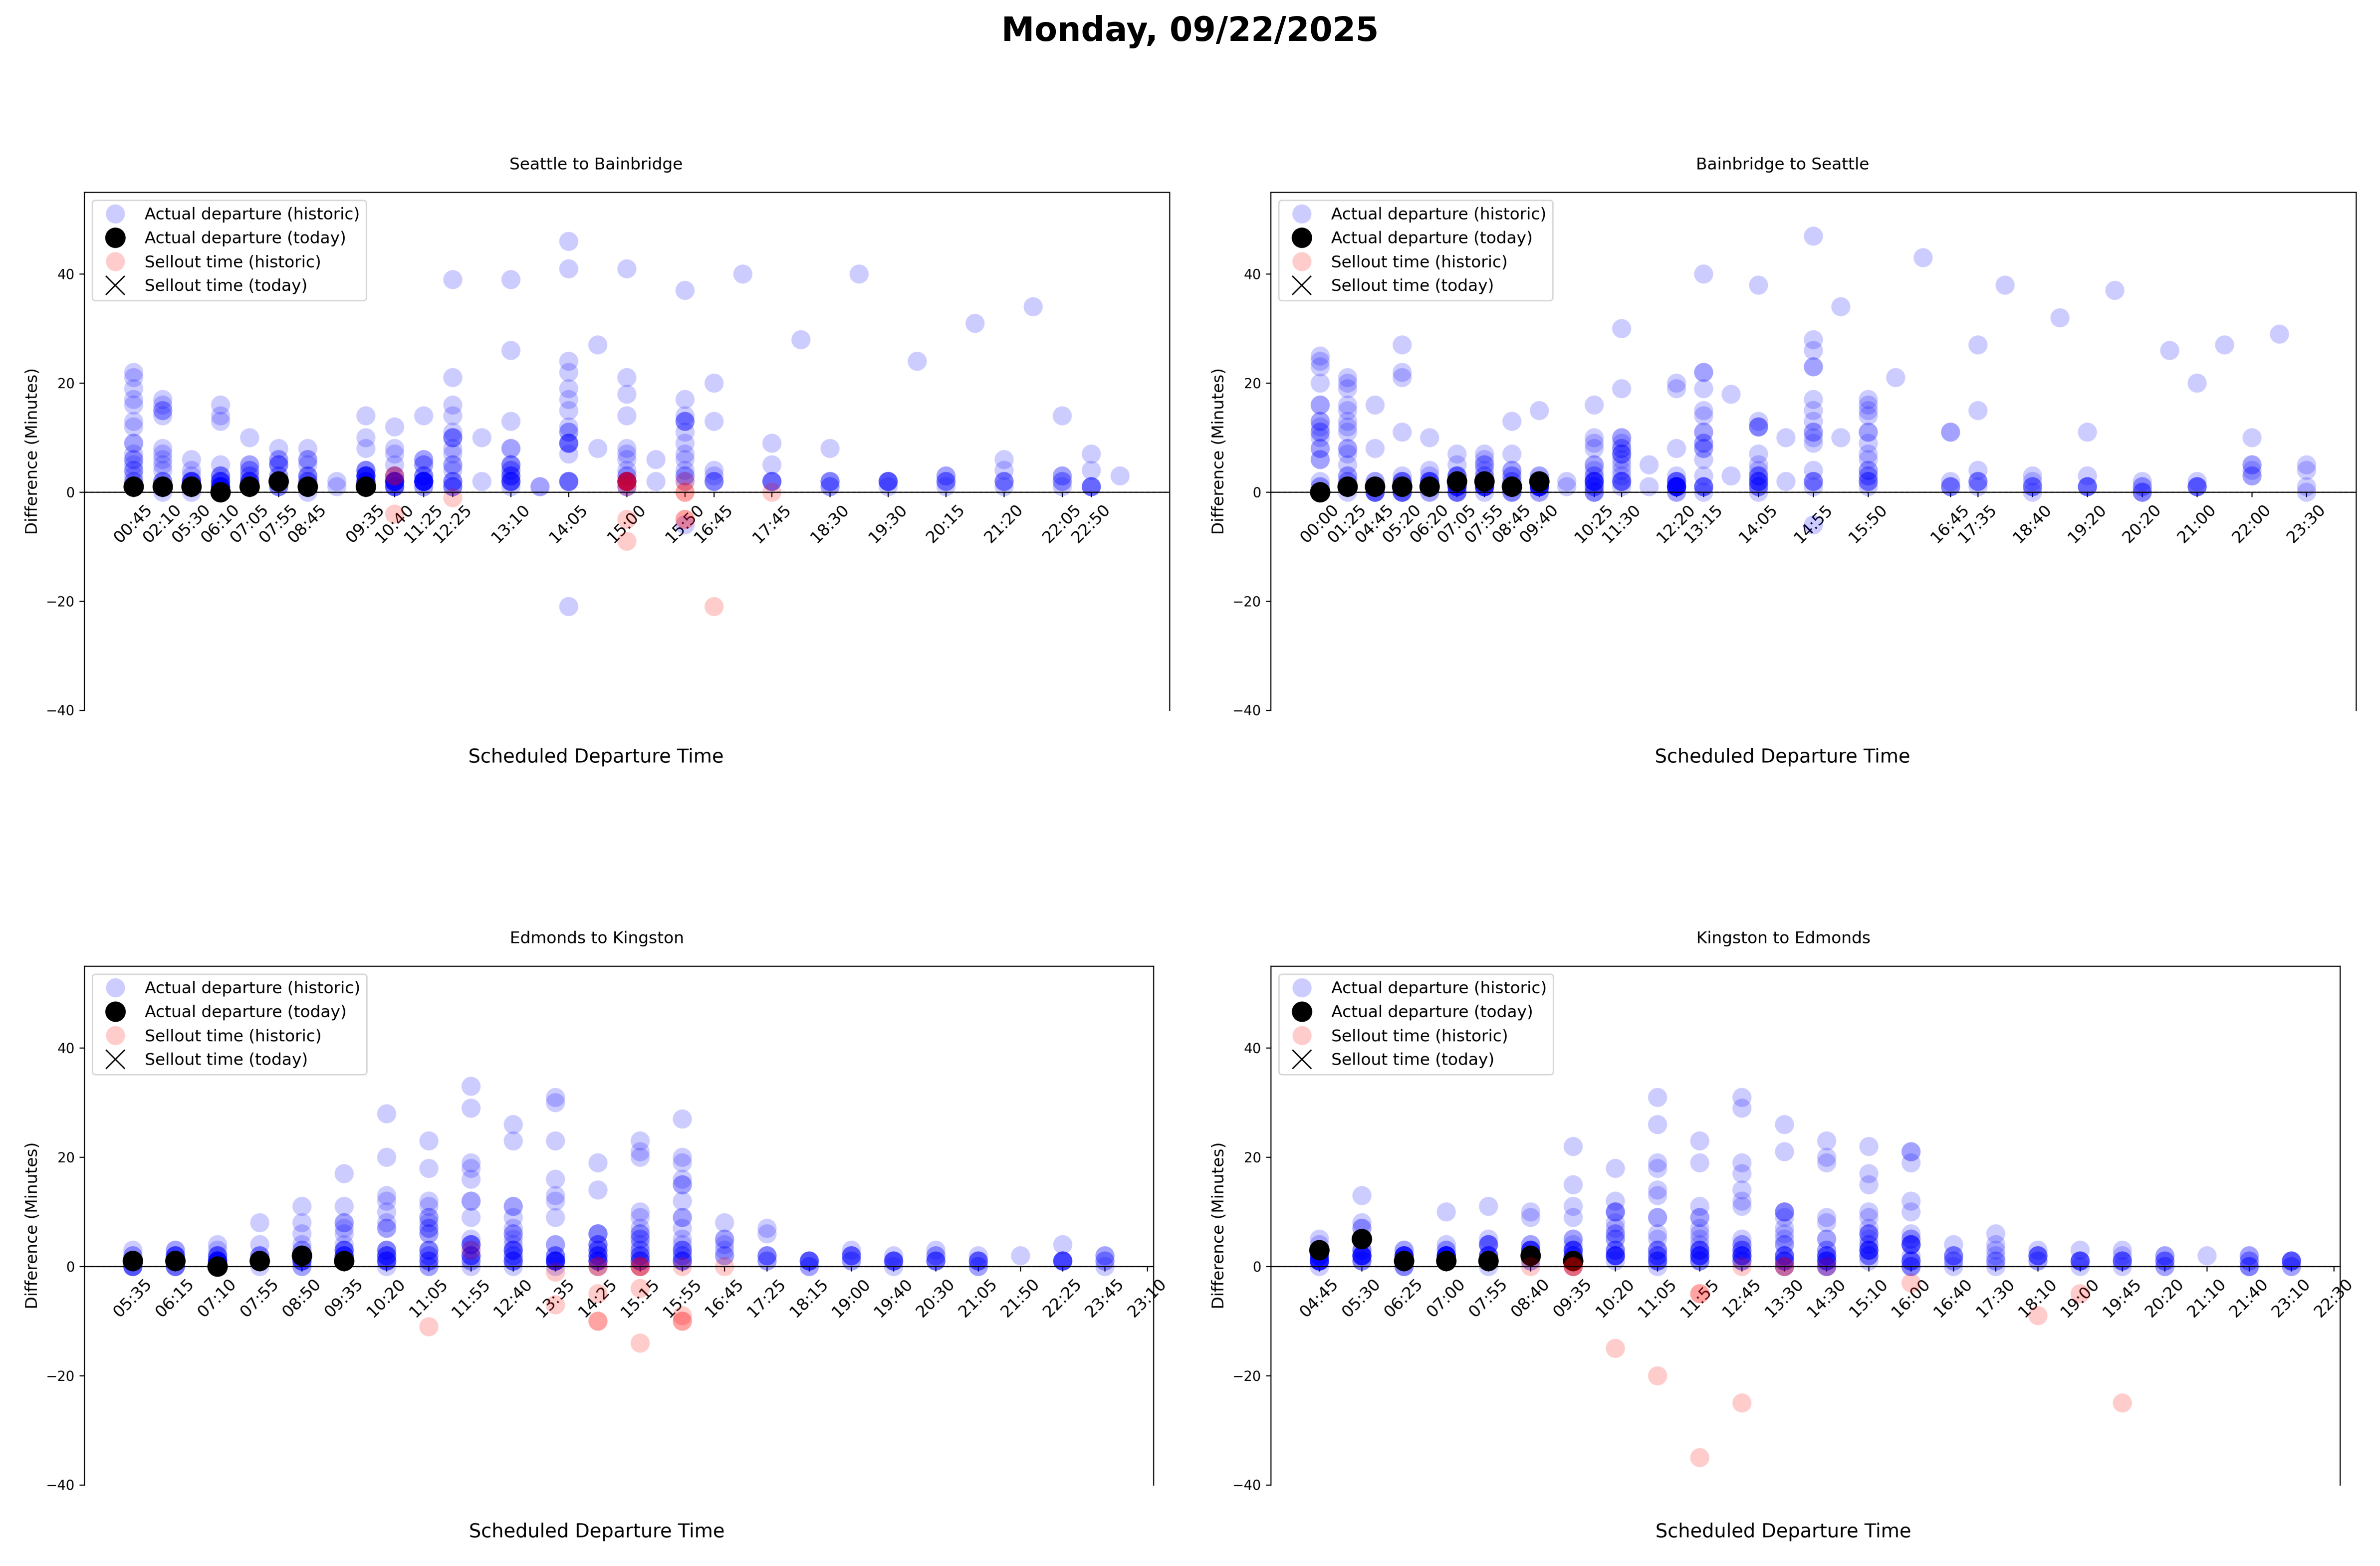 Monday, 09/22/2025
Seattle to Bainbridge
Actual departure (historic)
Actual departure (today)
Sellout time (historic)
Sellout time (today)
Difference (Minutes)
40
20
0
−20
−40
00:45 02:10 05:30 06:10 07:05 07:55 08:45 09:35 10:40 11:25 12:25 13:10 14:05 15:00 15:50 16:45 17:45 18:30 19:30 20:15 21:20 22:05 22:50
Scheduled Departure Time
Bainbridge to Seattle
Actual departure (historic)
Actual departure (today)
Sellout time (historic)
Sellout time (today)
Difference (Minutes)
40
20
0
−20
−40
00:00 01:25 04:45 05:20 06:20 07:05 07:55 08:45 09:40 10:25 11:30 12:20 13:15 14:05 14:55 15:50 16:45 17:35 18:40 19:20 20:20 21:00 22:00 23:30
Scheduled Departure Time
Edmonds to Kingston
Actual departure (historic)
Actual departure (today)
Sellout time (historic)
Sellout time (today)
Difference (Minutes)
40
20
0
−20
−40
05:35 06:15 07:10 07:55 08:50 09:35 10:20 11:05 11:55 12:40 13:35 14:25 15:15 15:55 16:45 17:25 18:15 19:00 19:40 20:30 21:05 21:50 22:25 23:45 23:10
Scheduled Departure Time
Kingston to Edmonds
Actual departure (historic)
Actual departure (today)
Sellout time (historic)
Sellout time (today)
Difference (Minutes)
40
20
0
−20
−40
04:45 05:30 06:25 07:00 07:55 08:40 09:35 10:20 11:05 11:55 12:45 13:30 14:30 15:10 16:00 16:40 17:30 18:10 19:00 19:45 20:20 21:10 21:40 23:10 22:30
Scheduled Departure Time